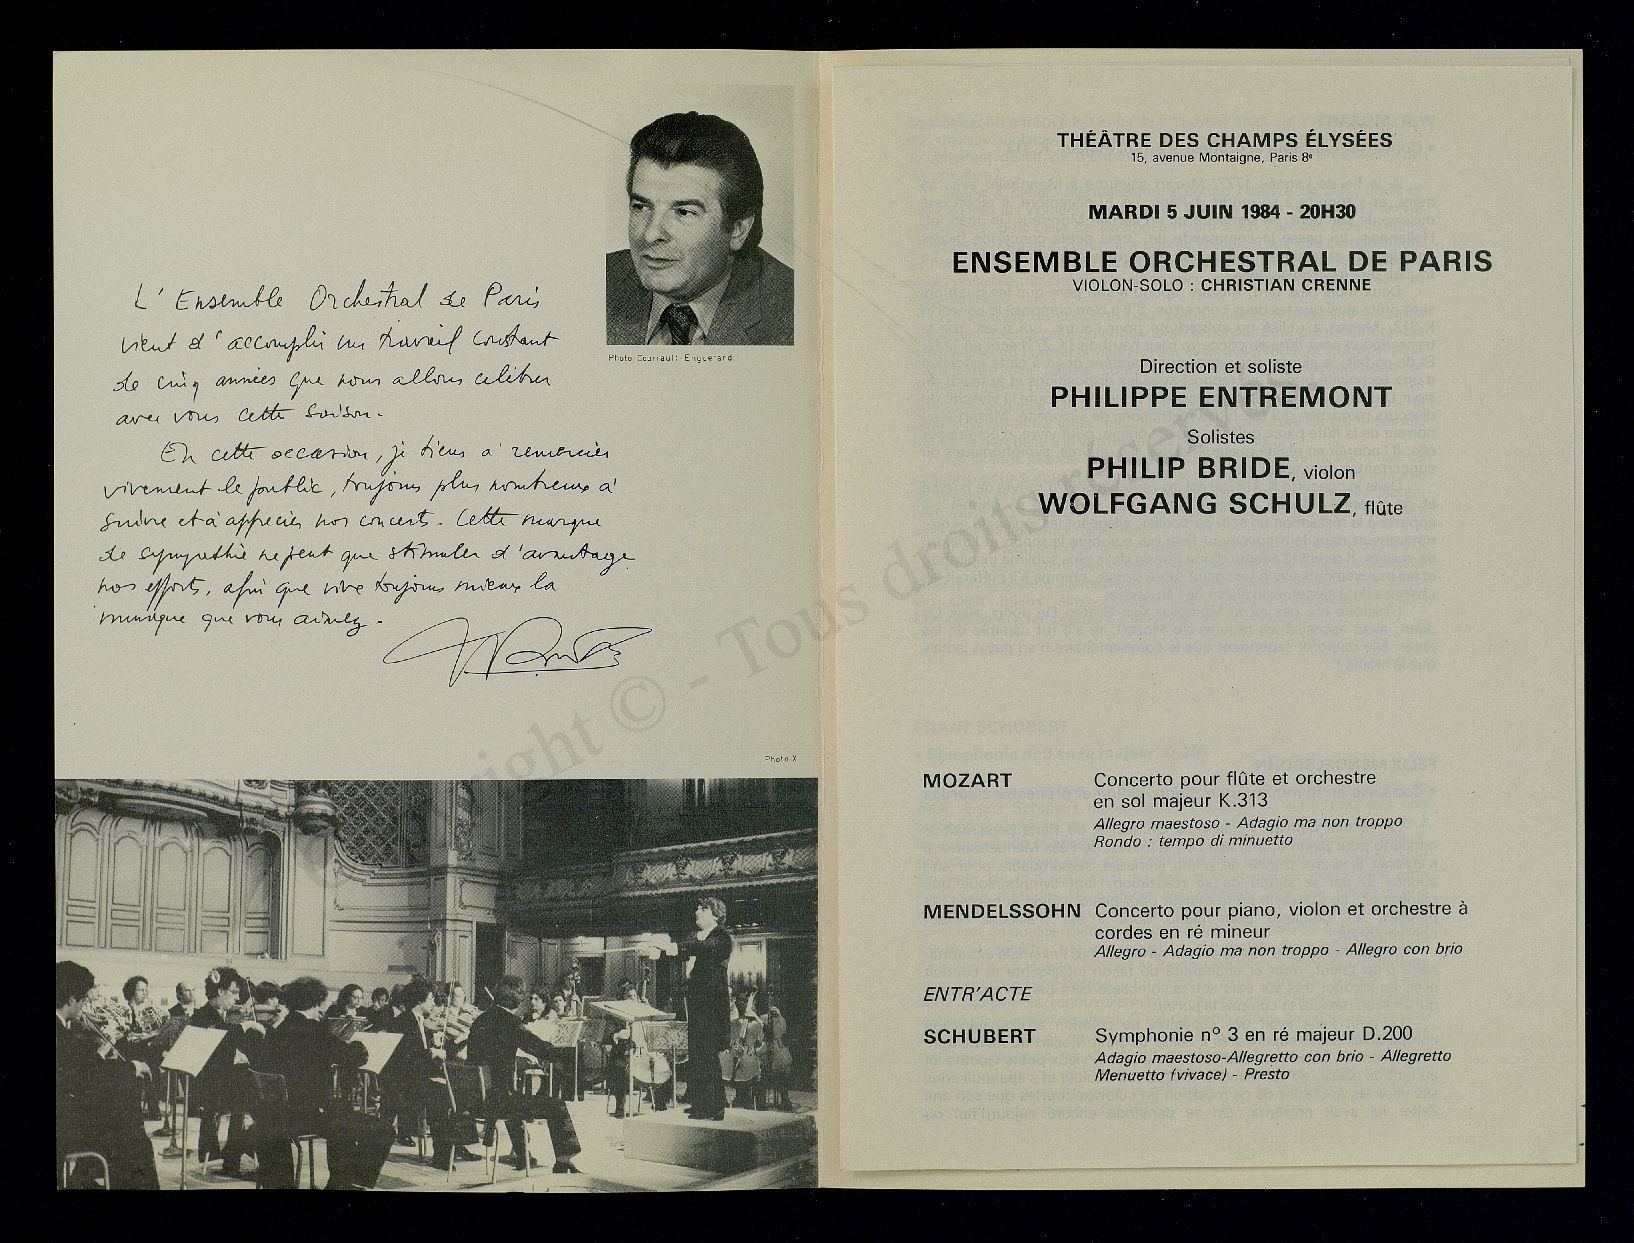 L'Ensemble Orchestral de Paris
vient d'accomplir un travail constant
de cinq années que nous allons célébrer
avec vous cette saison.
En cette occasion, je tiens à remercier
vivement le public, toujours plus nombreux à
suivre et à apprécier nos concerts. Cette marque
de sympathie ne peut que stimuler d'avantage
nos efforts, afin que vive toujours mieux la
musique que vous aimez.
Photo Courrault-Enguerand
Photo X
THÉÂTRE DES CHAMPS ÉLYSÉES
15, avenue Montaigne, Paris 8e
MARDI 5 JUIN 1984 - 20H30
ENSEMBLE ORCHESTRAL DE PARIS
VIOLON-SOLO : CHRISTIAN CRENNE
Direction et soliste
PHILIPPE ENTREMONT
Solistes
PHILIP BRIDE, violon
WOLFGANG SCHULZ, flûte
MOZART Concerto pour flûte et orchestre
en sol majeur K.313
Allegro maestoso - Adagio ma non troppo
Rondo : tempo di minuetto
MENDELSSOHN Concerto pour piano, violon et orchestre à
cordes en ré mineur
Allegro - Adagio ma non troppo - Allegro con brio
ENTR'ACTE
SCHUBERT Symphonie nº 3 en ré majeur D.200
Adagio maestoso-Allegretto con brio - Allegretto
Menuetto (vivace) - Presto
Copyright © - Tous droits réservés